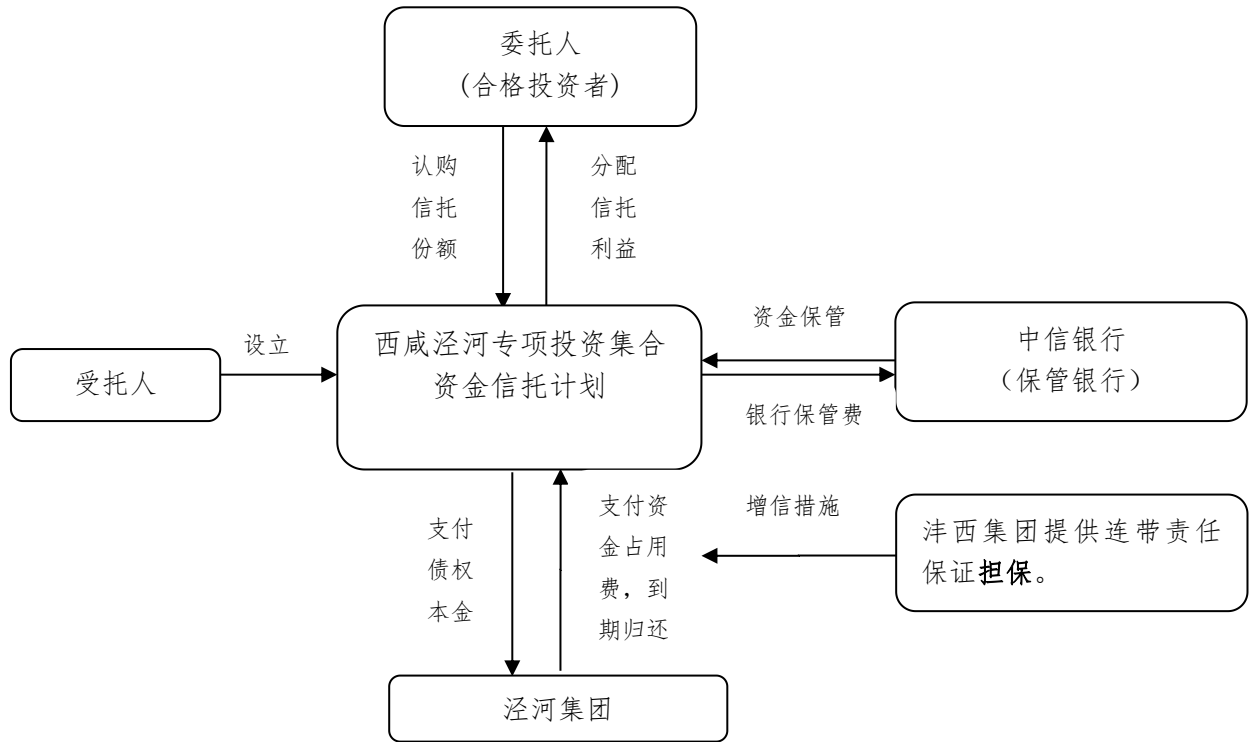 委托人
(合格投资者)
认购
信托
份额
分配
信托
利益
设立
受托人
西咸泾河专项投资集合
资金信托计划
资金保管
银行保管费
中信银行
（保管银行）
支付
债权
本金
支付资
金占用
费，到
期归还
增信措施
沣西集团提供连带责任
保证担保。
泾河集团